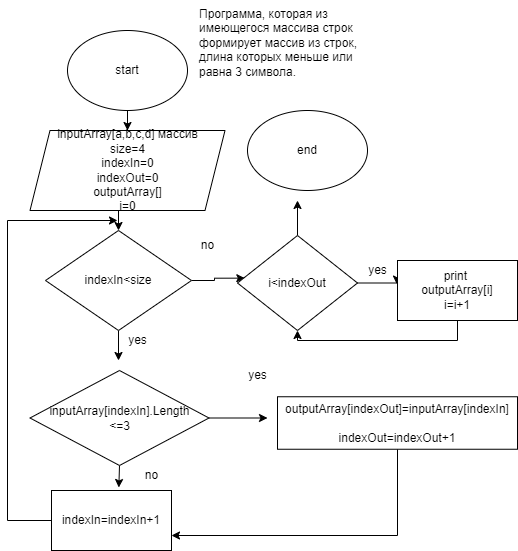 Программа, которая из
имеющегося массива строк
формирует массив из строк,
длина которых меньше или
равна 3 символа.
start
inputArray[a,b,c,d] массив
size=4
indexIn=0
indexOut=0
outputArray[]
i=0
end
no
indexIn<size
i<indexOut
yes
print
outputArray[i]
i=i+1
yes
yes
inputArray[indexIn].Length
<=3
outputArray[indexOut]=inputArray[indexIn]
indexOut=indexOut+1
no
indexIn=indexIn+1